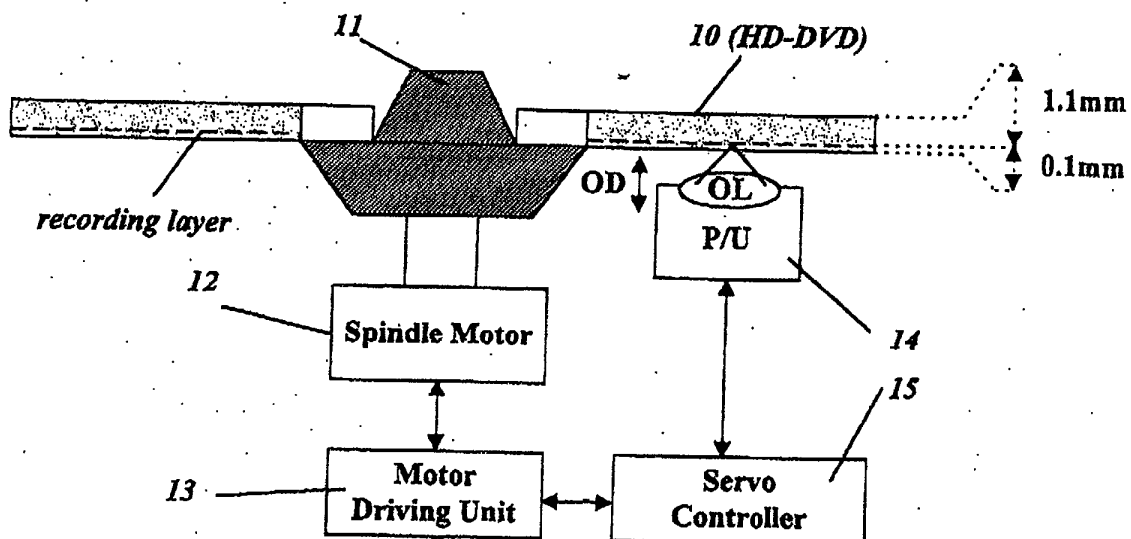 11
10 (HD-DVD)
1.1mm
0.1mm
OD
OL
P/U
recording layer
12
Spindle Motor
14
15
13
Motor
Driving Unit
Servo
Controller